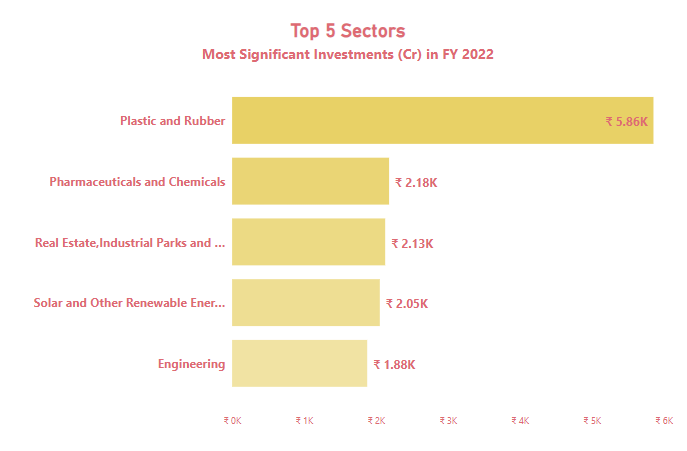 Top 5 Sectors
Most Significant Investments (Cr) in FY 2022
Plastic and Rubber
₹ 5.86K
Pharmaceuticals and Chemicals
₹ 2.18K
Real Estate,Industrial Parks and ...
₹ 2.13K
Solar and Other Renewable Ener...
₹ 2.05K
Engineering
₹ 1.88K
₹ 0K ₹ 1K ₹ 2K ₹ 3K ₹ 4K ₹ 5K ₹ 6K